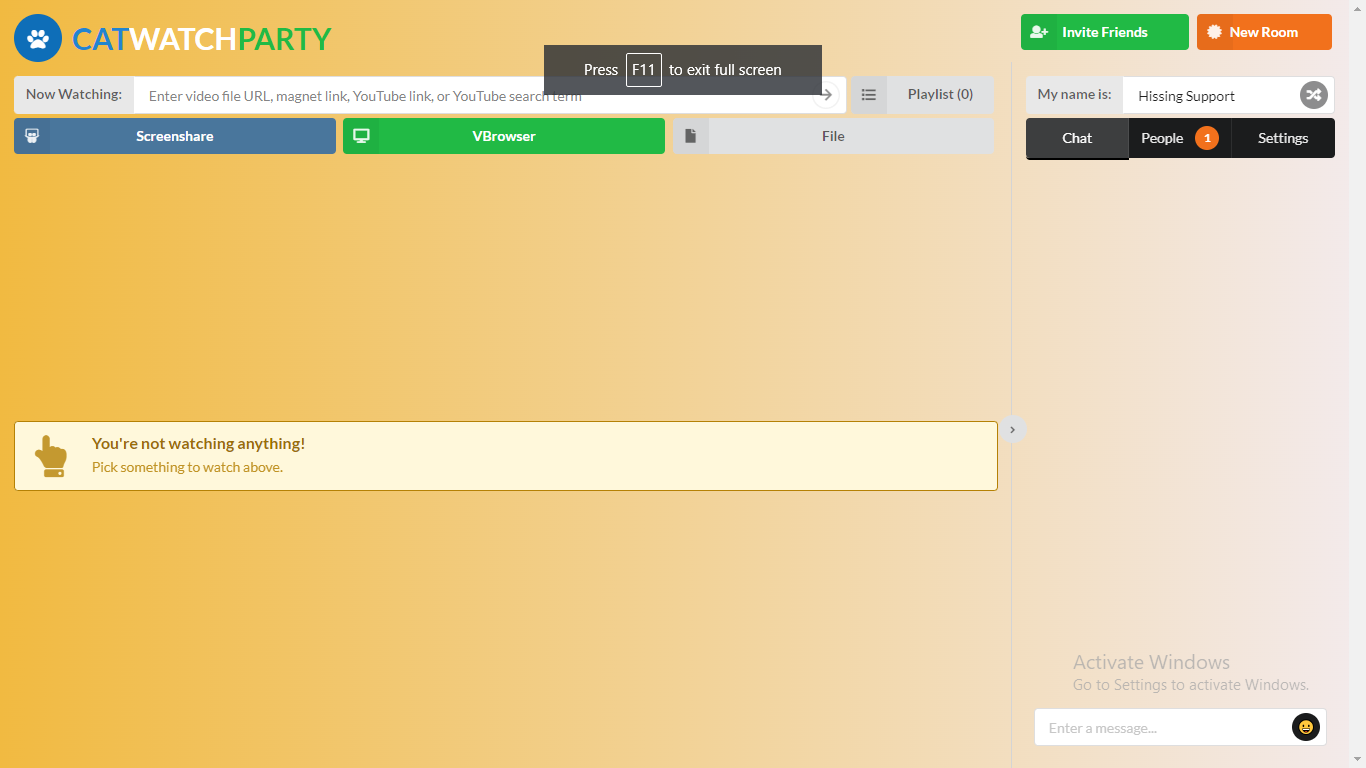 CATWATCHPARTY
Invite Friends
New Room
Press F11 to exit full screen
Now Watching:
Enter video file URL, magnet link, YouTube link, or YouTube search term
Playlist (0)
My name is:
Hissing Support
Screenshare
VBrowser
File
Chat
People 1
Settings
You're not watching anything!
Pick something to watch above.
Activate Windows
Go to Settings to activate Windows.
Enter a message...